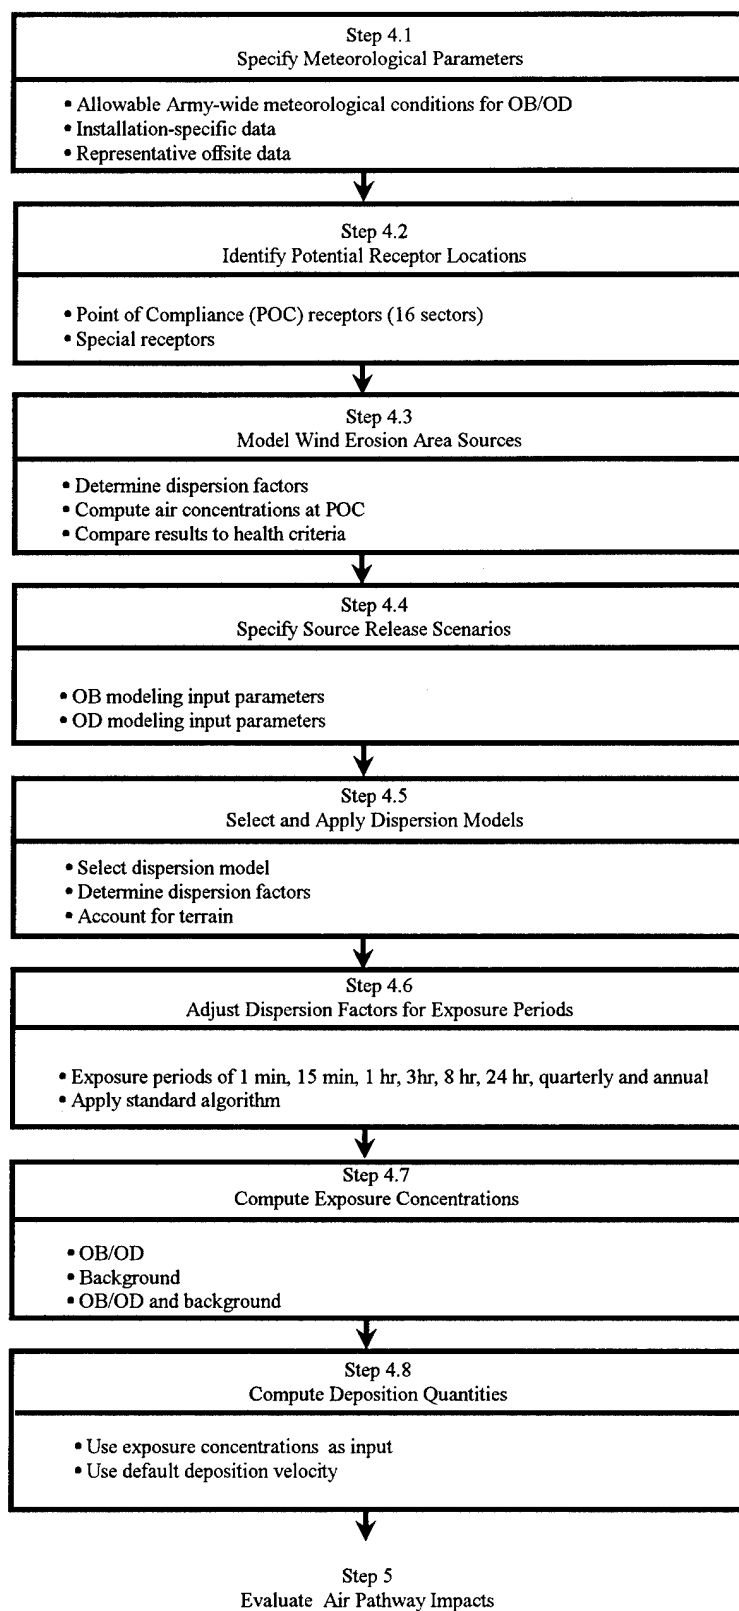 Step 4.1
Specify Meteorological Parameters
• Allowable Army-wide meteorological conditions for OB/OD
• Installation-specific data
• Representative offsite data
Step 4.2
Identify Potential Receptor Locations
• Point of Compliance (POC) receptors (16 sectors)
• Special receptors
Step 4.3
Model Wind Erosion Area Sources
• Determine dispersion factors
• Compute air concentrations at POC
• Compare results to health criteria
Step 4.4
Specify Source Release Scenarios
• OB modeling input parameters
• OD modeling input parameters
Step 4.5
Select and Apply Dispersion Models
• Select dispersion model
• Determine dispersion factors
• Account for terrain
Step 4.6
Adjust Dispersion Factors for Exposure Periods
• Exposure periods of 1 min, 15 min, 1 hr, 3hr, 8 hr, 24 hr, quarterly and annual
• Apply standard algorithm
Step 4.7
Compute Exposure Concentrations
• OB/OD
• Background
• OB/OD and background
Step 4.8
Compute Deposition Quantities
• Use exposure concentrations as input
• Use default deposition velocity
Step 5
Evaluate Air Pathway Impacts